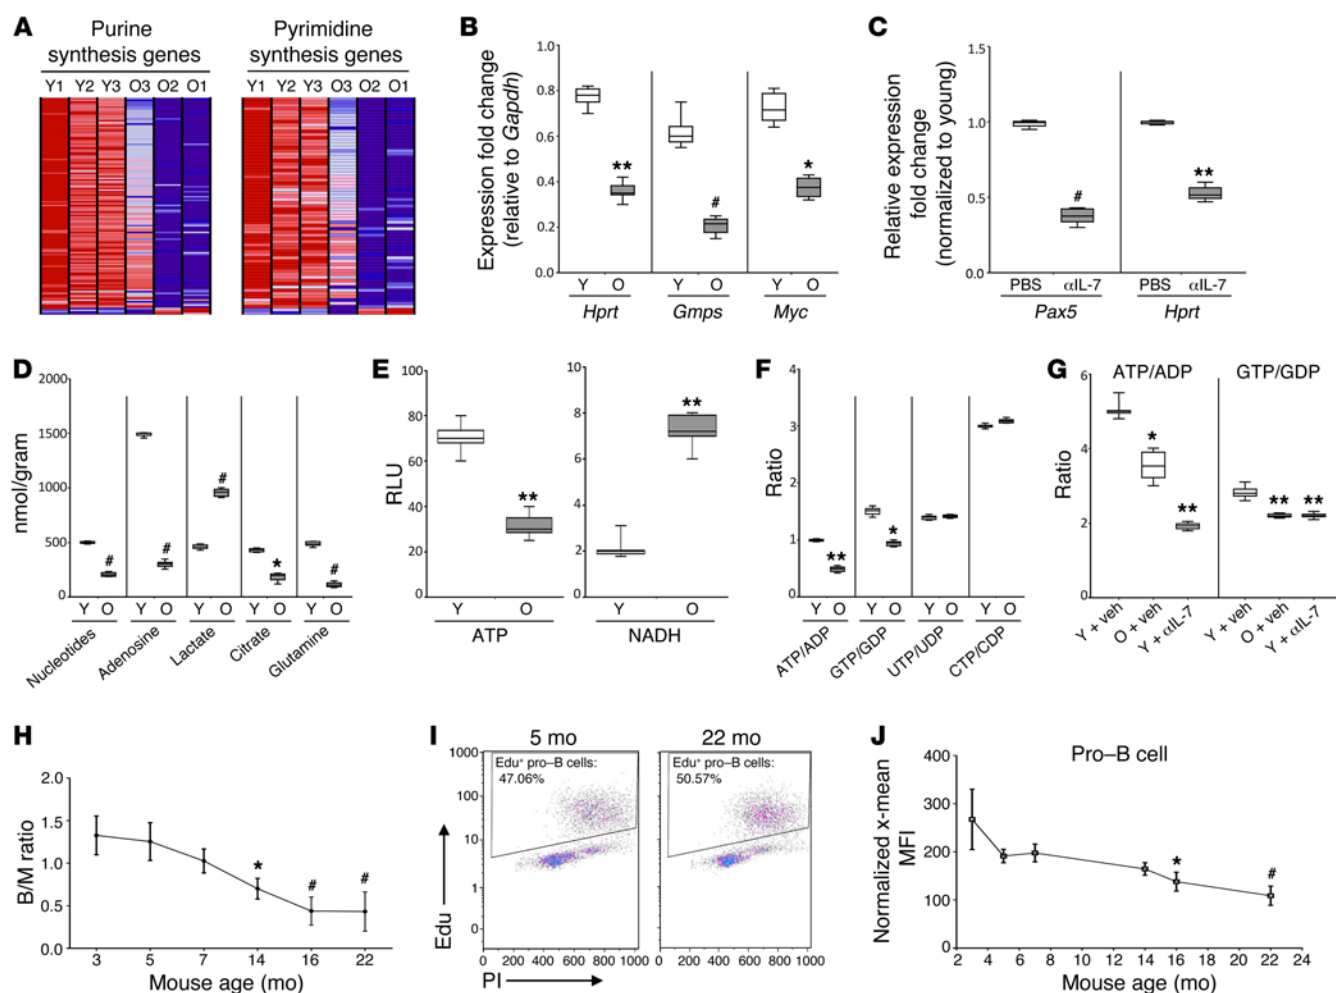 A
Purine
synthesis genes
Y1 Y2 Y3 O3 O2 O1
Pyrimidine
synthesis genes
Y1 Y2 Y3 O3 O2 O1
B
Expression fold change
(relative to Gapdh)
1.0
0.8
0.6
0.4
0.2
0.0
** # *
Y O Y O Y O
Hprt Gmps Myc
C
Relative expression
fold change
(normalized to young)
1.5
1.0
0.5
0.0
# **
PBS αIL-7 PBS αIL-7
Pax5 Hprt
D
nmol/gram
2000
1500
1000
500
0
# # # * #
Y O Y O Y O Y O Y O
Nucleotides
Adenosine
Lactate
Citrate
Glutamine
E
RLU
100
80
60
40
20
0
**
Y O
ATP
10
8
6
4
2
0
**
Y O
NADH
F
Ratio
4
3
2
1
0
** *
Y O Y O Y O Y O
ATP/ADP
GTP/GDP
UTP/UDP
CTP/CDP
G
ATP/ADP GTP/GDP
Ratio
6
4
2
0
* ** ** **
Y + veh
O + veh
Y + αIL-7
Y + veh
O + veh
Y + αIL-7
H
B/M ratio
2.0
1.5
1.0
0.5
0.0
* # #
3 5 7 14 16 22
Mouse age (mo)
I
5 mo
22 mo
Edu
1000
100
10
1
0
Edu+ pro–B cells:
47.06%
0 200 400 600 800 1000
1000
100
10
1
0
Edu+ pro–B cells:
50.57%
0 200 400 600 800 1000
PI
J
Pro–B cell
Normalized x-mean
MFI
400
300
200
100
0
* #
2 4 6 8 10 12 14 16 18 20 22 24
Mouse age (mo)